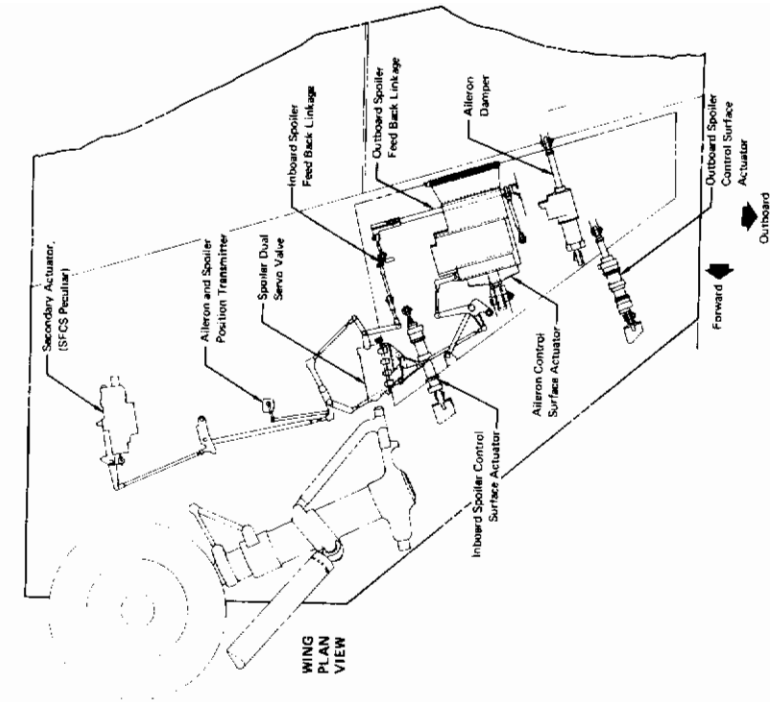 Secondary Actuator,
(SFCS Peculiar)
Aileron and Spoiler
Position Transmitter
Spoiler Dual
Servo Valve
Inboard Spoiler
Feed Back Linkage
Outboard Spoiler
Feed Back Linkage
Aileron
Damper
Outboard Spoiler
Control Surface
Actuator
Outboard
Forward
Aileron Control
Surface Actuator
Inboard Spoiler Control
Surface Actuator
WING
PLAN
VIEW